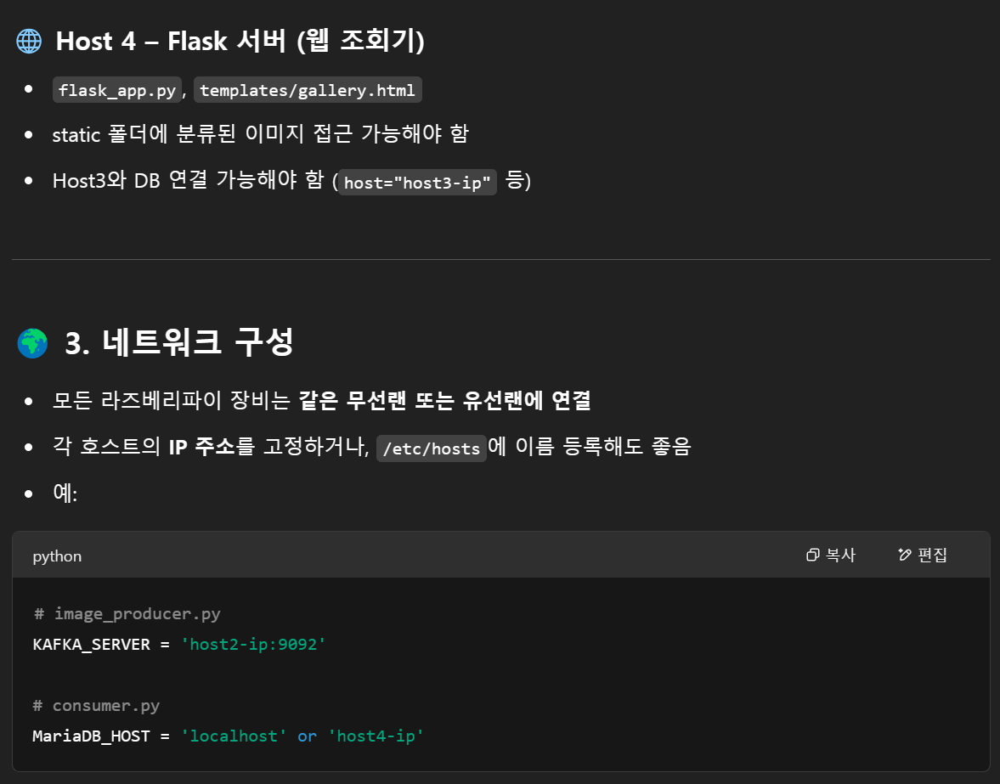 Host 4 – Flask 서버 (웹 조회기)
flask_app.py, templates/gallery.html
static 폴더에 분류된 이미지 접근 가능해야 함
Host3와 DB 연결 가능해야 함 (host="host3-ip" 등)
3. 네트워크 구성
모든 라즈베리파이 장비는 같은 무선랜 또는 유선랜에 연결
각 호스트의 IP 주소를 고정하거나, /etc/hosts에 이름 등록해도 좋음
예:
python 복사 편집
# image_producer.py
KAFKA_SERVER = 'host2-ip:9092'
# consumer.py
MariaDB_HOST = 'localhost' or 'host4-ip'